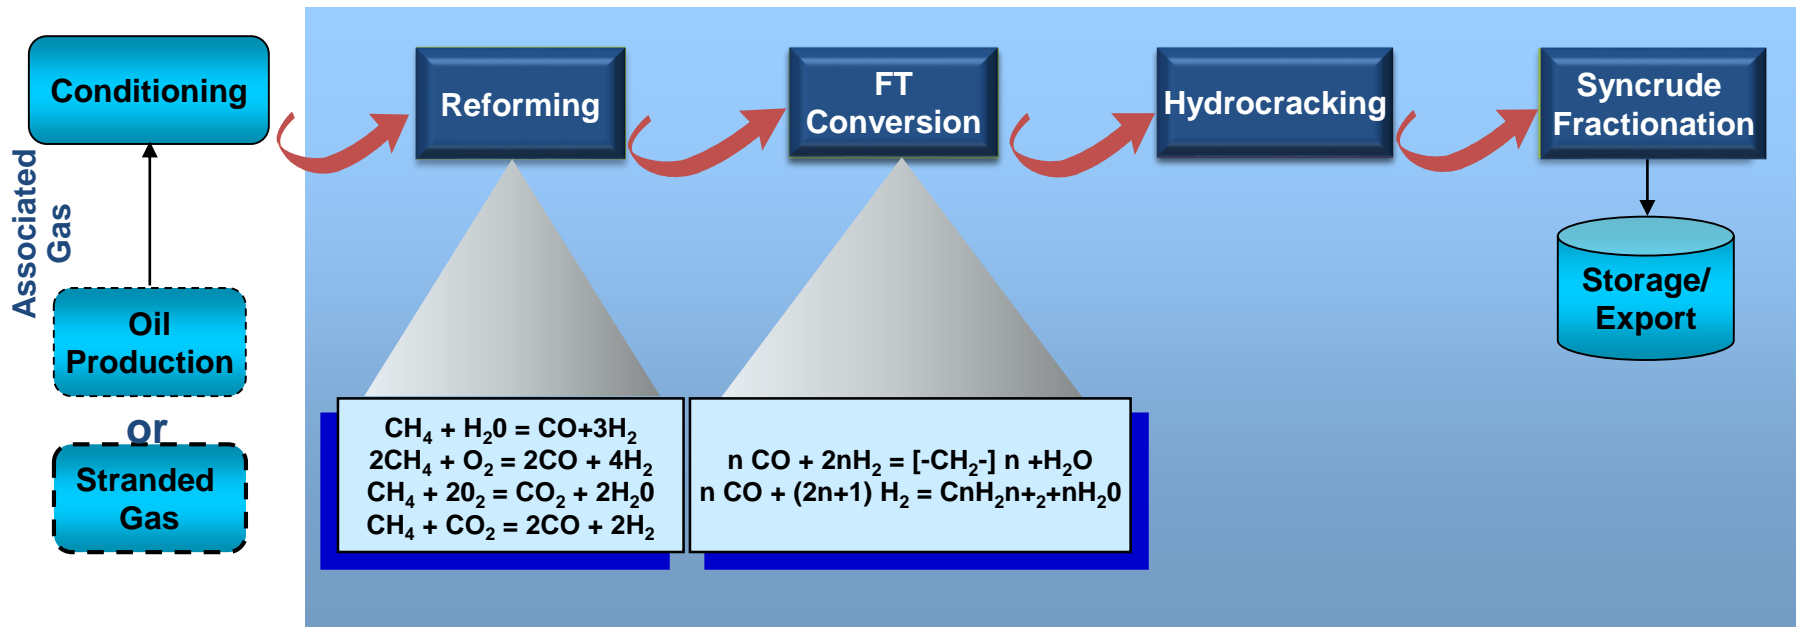 Conditioning
Reforming
FT
Conversion
Hydrocracking
Syncrude
Fractionation
Associated
Gas
Oil
Production
or
Stranded
Gas
Storage/
Export
CH₄ + H₂0 = CO+3H₂
2CH₄ + O₂ = 2CO + 4H₂
CH₄ + 20₂ = CO₂ + 2H₂0
CH₄ + CO₂ = 2CO + 2H₂
n CO + 2nH₂ = [-CH₂-] n +H₂O
n CO + (2n+1) H₂ = CnH₂n+₂+nH₂0